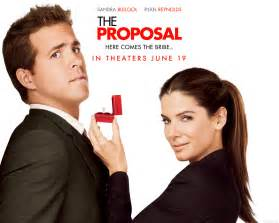 SANDRA BULLOCK RYAN REYNOLDS
THE
PROPOSAL
HERE COMES THE BRIBE...
IN THEATERS JUNE 19